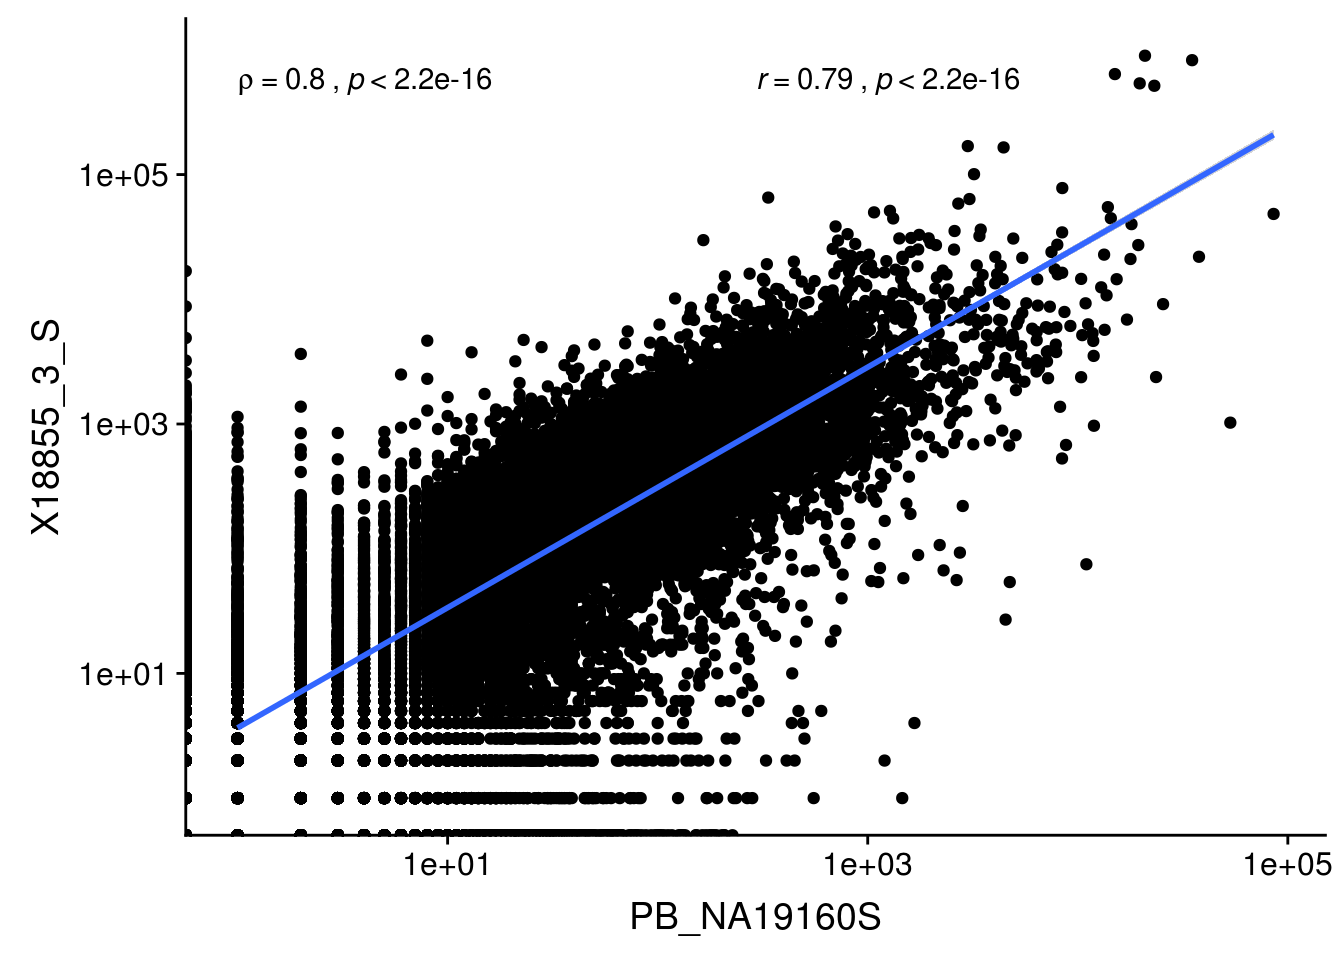 ρ = 0.8 , p < 2.2e-16
r = 0.79 , p < 2.2e-16
1e+05
1e+03
1e+01
X18855_3_S
1e+01
1e+03
1e+05
PB_NA19160S